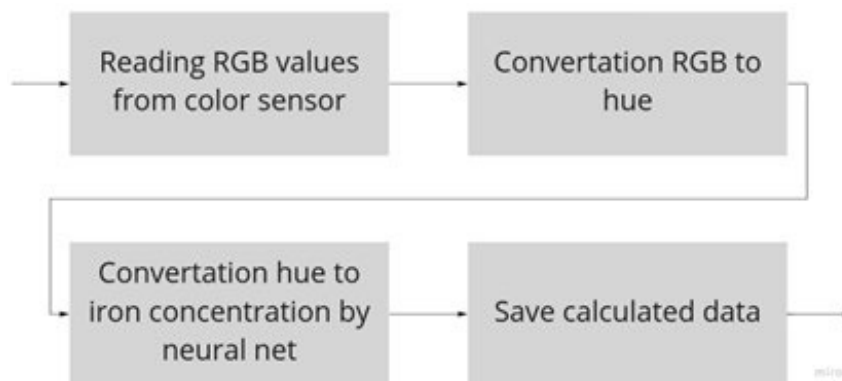 Reading RGB values
from color sensor
Convertation RGB to
hue
Convertation hue to
iron concentration by
neural net
Save calculated data
miro